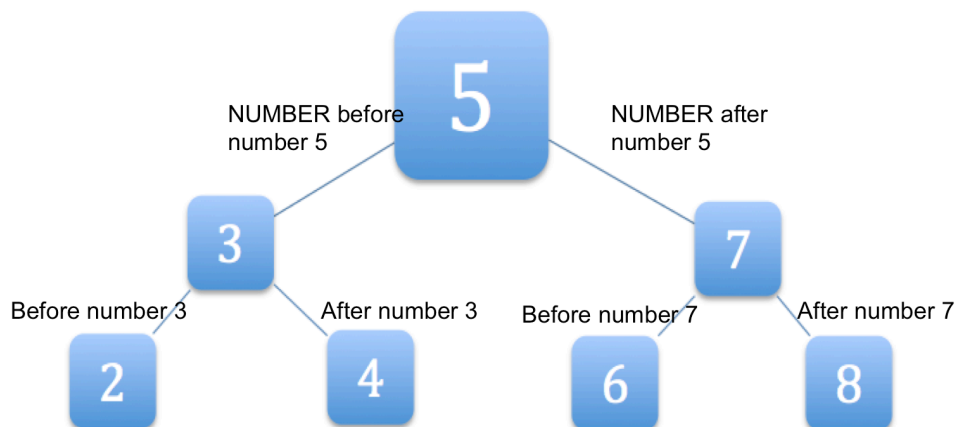 5
NUMBER before
number 5
NUMBER after
number 5
3
7
Before number 3
After number 3
Before number 7
After number 7
2
4
6
8